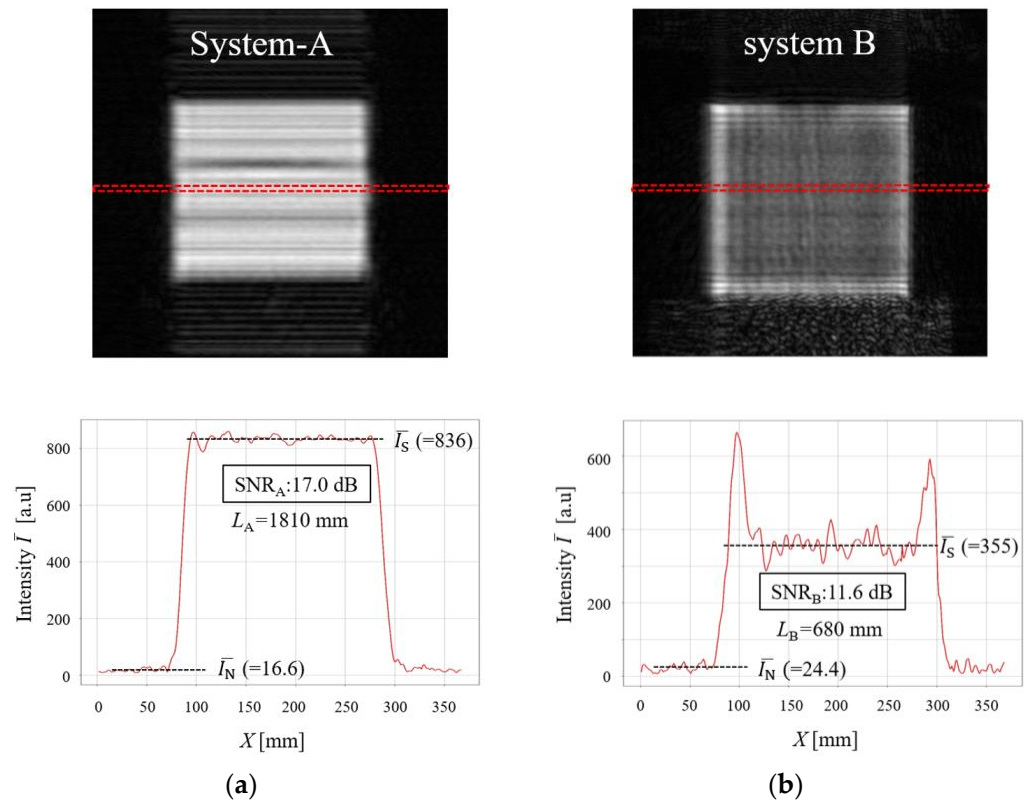 System-A
system B
800
600
400
200
0
Intensity I̅ [a.u]
I̅S (=836)
SNRA:17.0 dB
LA=1810 mm
I̅N (=16.6)
0 50 100 150 200 250 300 350
X [mm]
(a)
600
400
200
0
Intensity I̅ [a.u]
I̅S (=355)
SNRB:11.6 dB
LB=680 mm
I̅N (=24.4)
0 50 100 150 200 250 300 350
X [mm]
(b)